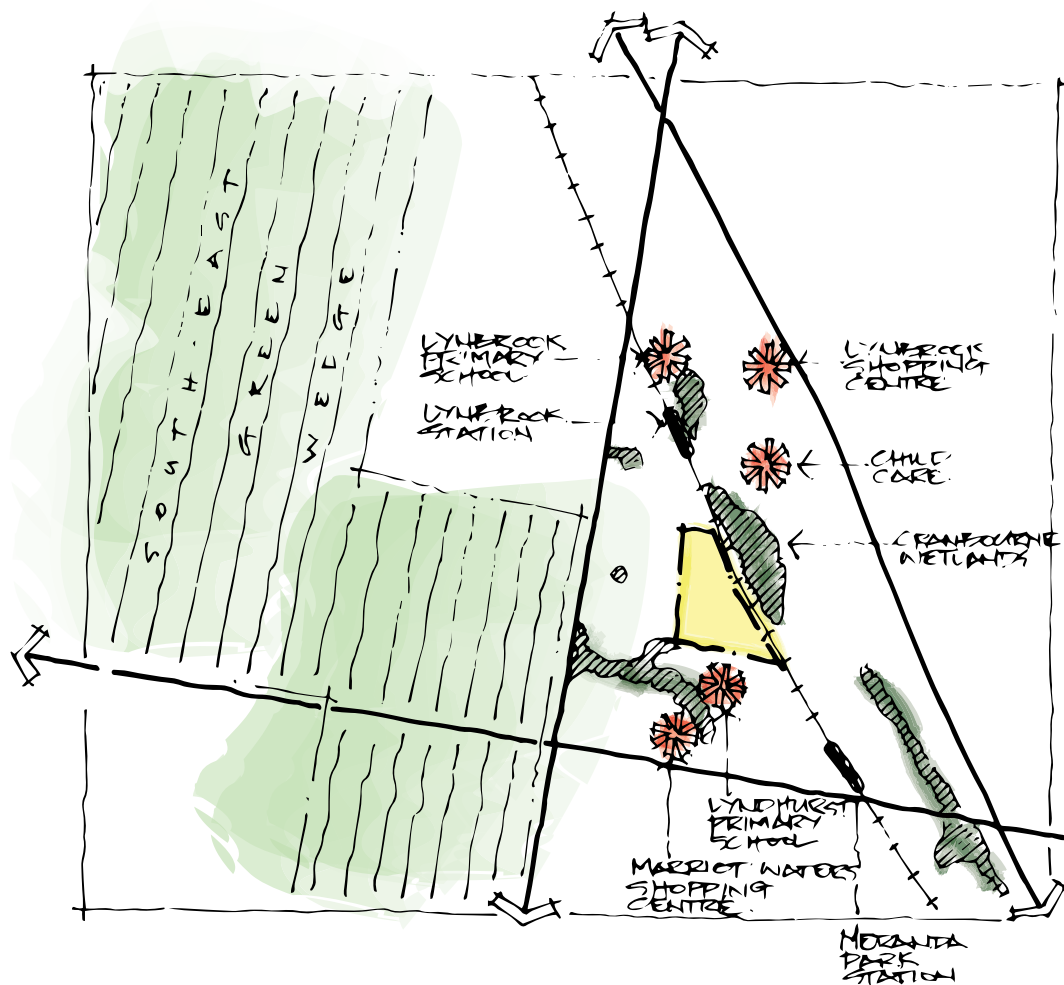 SOUTH EAST
GREEN
WEDGE
LYNBROOK
PRIMARY
SCHOOL
LYNBROOK
STATION
LYNBROOK
SHOPPING
CENTRE
CHILD
CARE
CRANBOURNE
WETLANDS
LYNDHURST
PRIMARY
SCHOOL
MARRIOT WATERS
SHOPPING
CENTRE
MERANDA
PARK
STATION